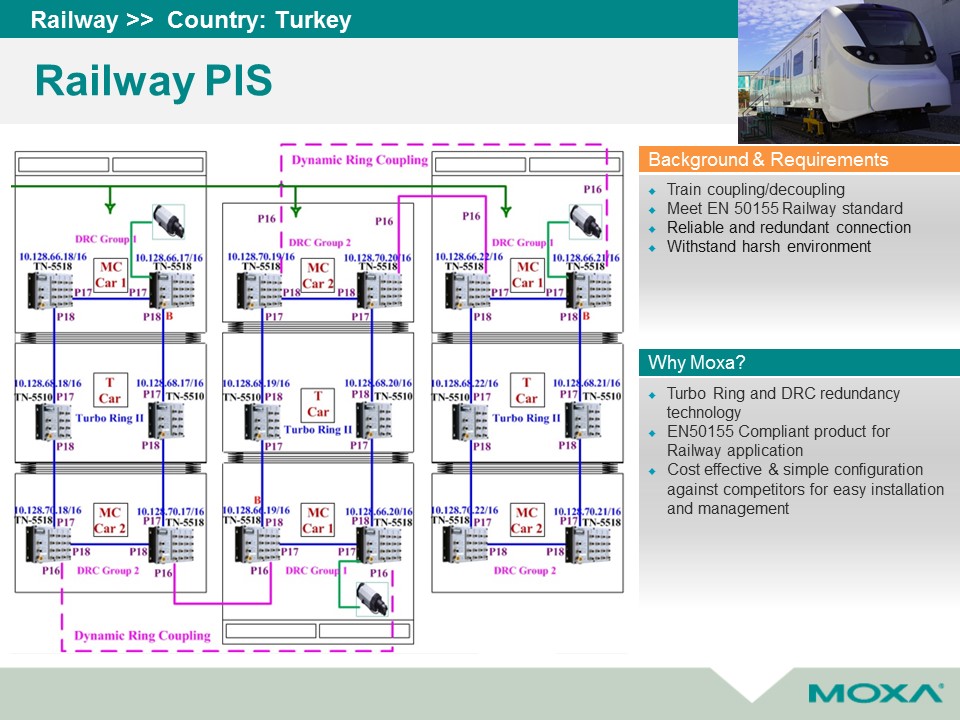 Railway >> Country: Turkey
Railway PIS
Dynamic Ring Coupling
P16
P16
P16
P16
DRC Group 1
DRC Group 2
DRC Group 1
10.128.66.18/16
TN-5518
MC
Car 1
10.128.66.17/16
TN-5518
P17
P17
P18
P18
B
10.128.70.19/16
TN-5518
MC
Car 2
10.128.70.20/16
TN-5518
P18
P18
P17
P17
10.128.66.22/16
TN-5518
MC
Car 1
10.128.66.21/16
TN-5518
P17
P17
P18
P18
B
10.128.68.18/16
TN-5510
P17
T
Car
10.128.68.17/16
P17
TN-5510
Turbo Ring II
P18
P18
10.128.68.19/16
TN-5510
P17
T
Car
10.128.68.20/16
P17
TN-5510
Turbo Ring II
P18
P18
10.128.68.22/16
TN-5510
P17
T
Car
10.128.68.21/16
P17
TN-5510
Turbo Ring II
P18
P18
10.128.70.18/16
TN-5518
P17
MC
Car 2
10.128.70.17/16
P17
TN-5518
P18
P18
P16
DRC Group 2
P16
B
10.128.66.19/16
TN-5518
P18
MC
Car 1
10.128.66.20/16
P18
TN-5518
P17
P17
P16
DRC Group 1
P16
10.128.70.22/16
TN-5518
P17
MC
Car 2
10.128.70.21/16
P17
TN-5518
P18
P18
DRC Group 2
Dynamic Ring Coupling
Background & Requirements
Train coupling/decoupling
Meet EN 50155 Railway standard
Reliable and redundant connection
Withstand harsh environment
Why Moxa?
Turbo Ring and DRC redundancy
technology
EN50155 Compliant product for
Railway application
Cost effective & simple configuration
against competitors for easy installation
and management
MOXA®